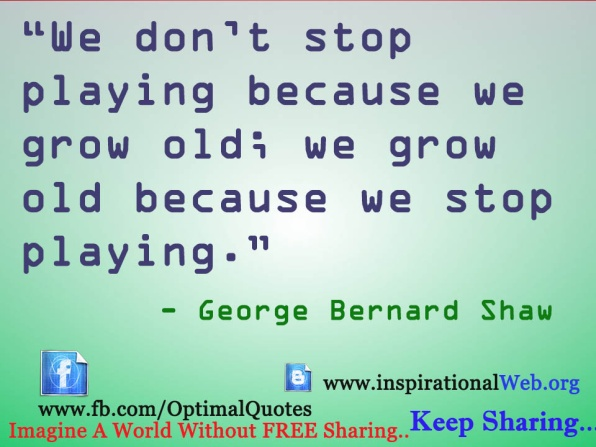 “We don’t stop
playing because we
grow old; we grow
old because we stop
playing.”
- George Bernard Shaw
www.inspirationalWeb.org
www.fb.com/OptimalQuotes
Imagine A World Without FREE Sharing..
Keep Sharing...